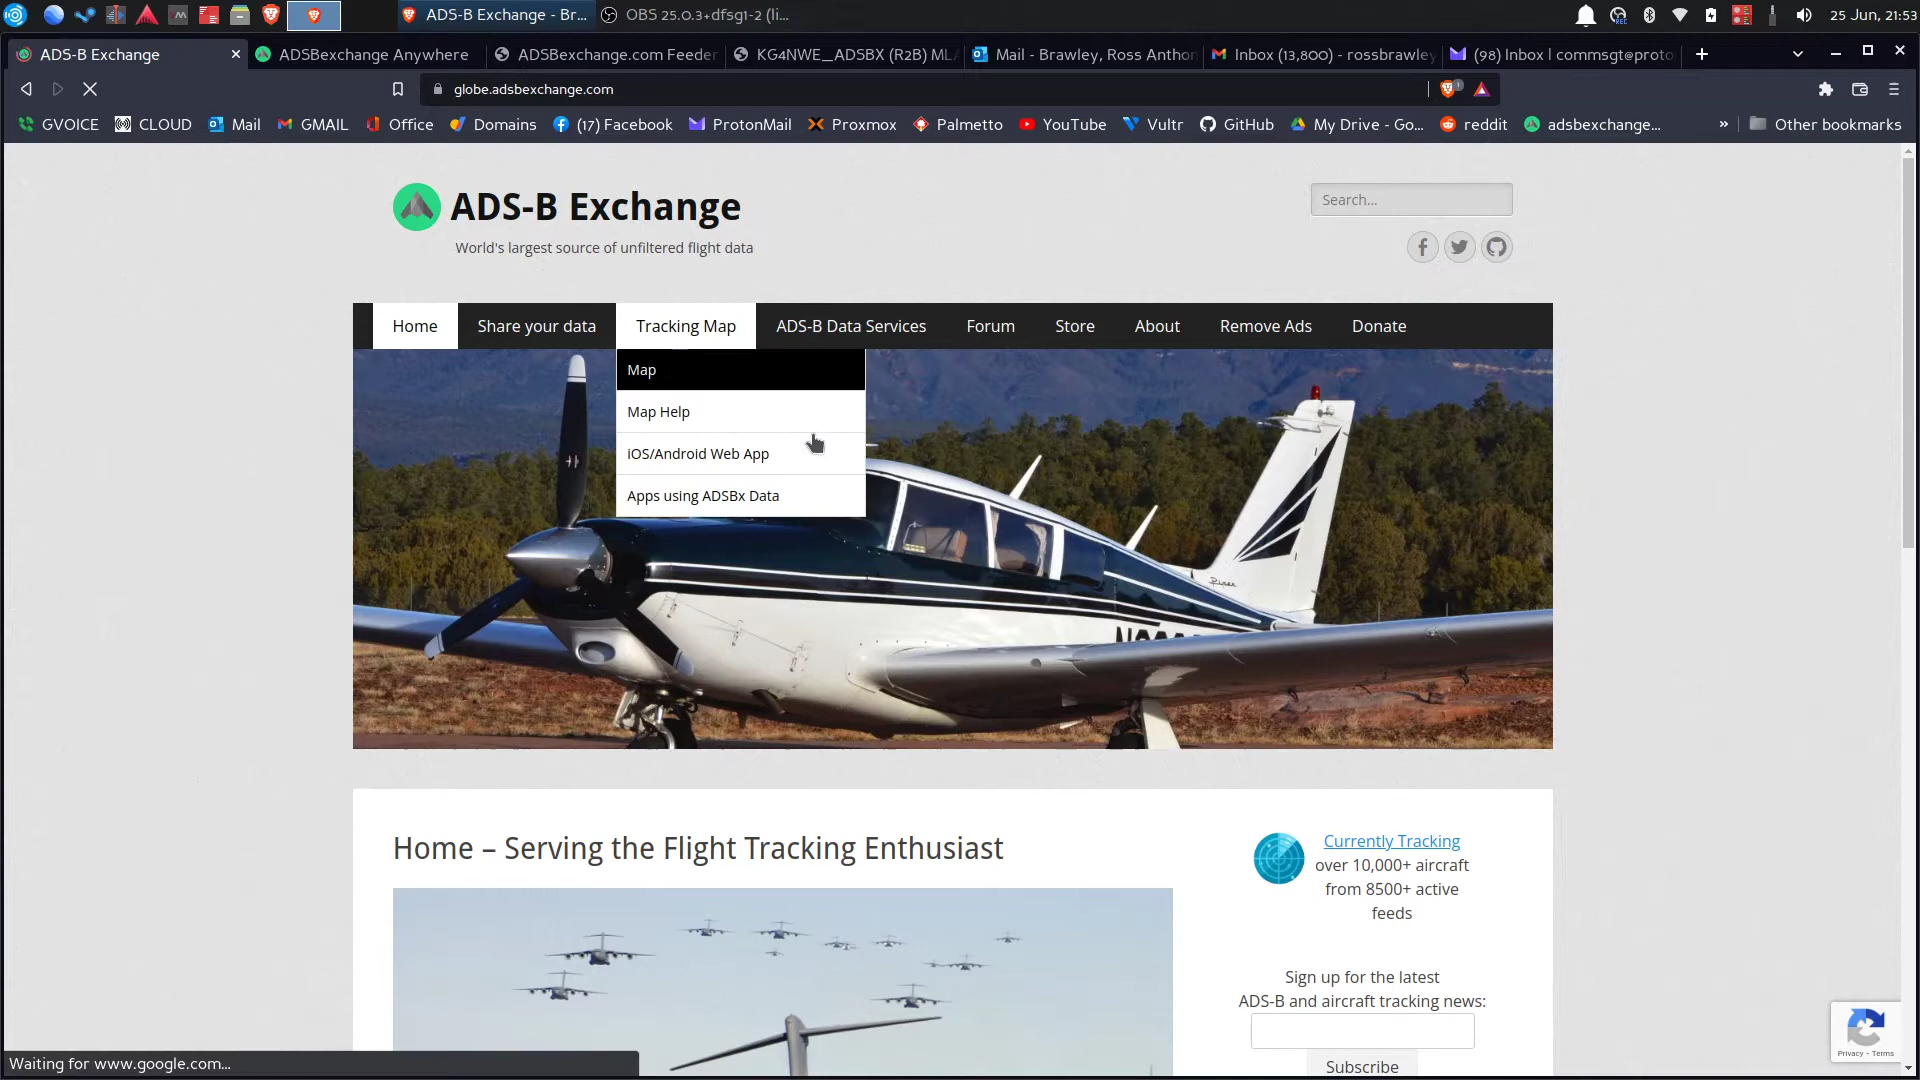 ADS-B Exchange - Br...
OBS 25.0.3+dfsg1-2 (li...
25 Jun, 21:53
ADS-B Exchange
ADSBexchange Anywhere
ADSBexchange.com Feeder
KG4NWE_ADSBX (R2B) ML
Mail - Brawley, Ross Anthon
Inbox (13,800) - rossbrawley
(98) Inbox | commsgt@proto
globe.adsbexchange.com
GVOICE
CLOUD
Mail
GMAIL
Office
Domains
(17) Facebook
ProtonMail
Proxmox
Palmetto
YouTube
Vultr
GitHub
My Drive - Go...
reddit
adsbexchange...
»
Other bookmarks
ADS-B Exchange
World's largest source of unfiltered flight data
Search...
Home
Share your data
Tracking Map
ADS-B Data Services
Forum
Store
About
Remove Ads
Donate
Map
Map Help
iOS/Android Web App
Apps using ADSBx Data
Piper
Home – Serving the Flight Tracking Enthusiast
Currently Tracking
over 10,000+ aircraft
from 8500+ active
feeds
Sign up for the latest
ADS-B and aircraft tracking news:
Subscribe
Privacy - Terms
Waiting for www.google.com...